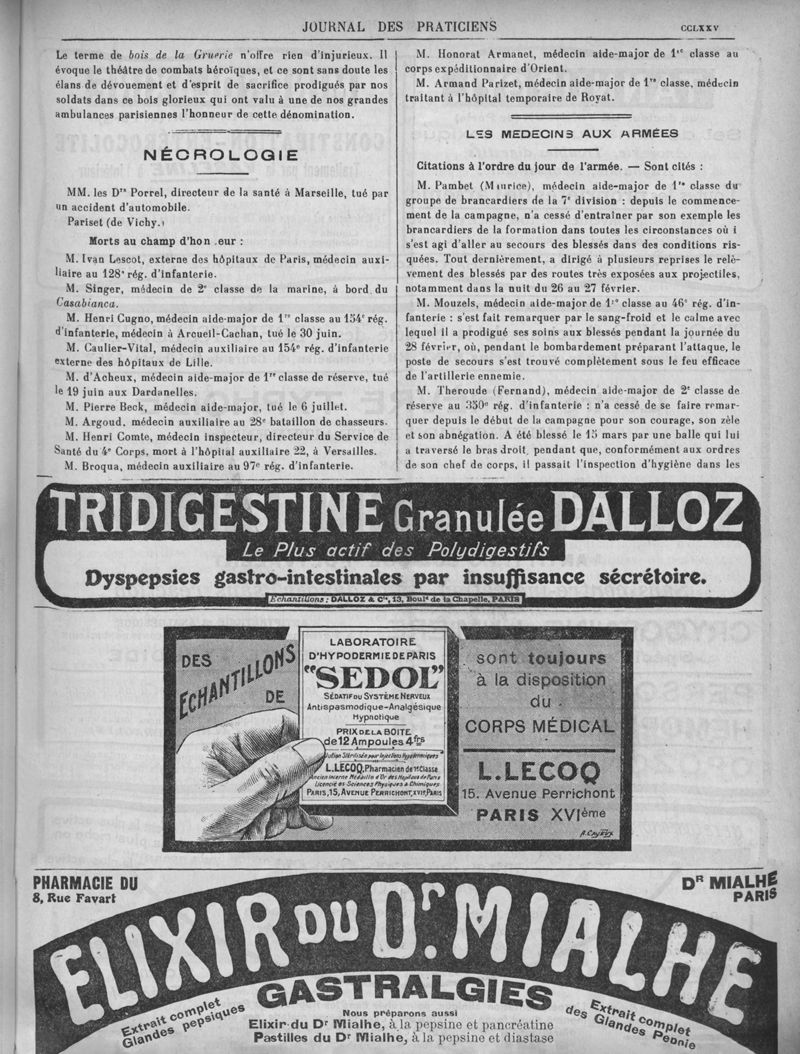 JOURNAL DES PRATICIENS
CCLXXV
Le terme de bois de la Gruerie n'offre rien d'injurieux. Il
évoque le théâtre de combats héroïques, et ce sont sans doute les
élans de dévouement et d'esprit de sacrifice prodigués par nos
soldats dans ce bois glorieux qui ont valu à une de nos grandes
ambulances parisiennes l'honneur de cette dénomination.
NÉCROLOGIE
MM. les Drs Porrel, directeur de la santé à Marseille, tué par
un accident d'automobile.
Pariset (de Vichy.)
Morts au champ d'hon eur :
M. Ivan Lescot, externe des hôpitaux de Paris, médecin auxi-
liaire au 128e rég. d'infanterie.
M. Singer, médecin de 2e classe de la marine, à bord du
Casabianca.
M. Henri Cugno, médecin aide-major de 1re classe au 154e rég.
d'infanterie, médecin à Arcueil-Cachan, tué le 30 juin.
M. Caulier-Vital, médecin auxiliaire au 154e rég. d'infanterie
externe des hôpitaux de Lille.
M. d'Acheux, médecin aide-major de 1re classe de réserve, tué
le 19 juin aux Dardanelles.
M. Pierre Beck, médecin aide-major, tué le 6 juillet.
M. Argoud, médecin auxiliaire au 28e bataillon de chasseurs.
M. Henri Comte, médecin inspecteur, directeur du Service de
Santé du 4e Corps, mort à l'hôpital auxiliaire 22, à Versailles.
M. Broqua, médecin auxiliaire au 97e rég. d'infanterie.
M. Honorat Armanet, médecin aide-major de 1re classe au
corps expéditionnaire d'Orient.
M. Armand Parizet, médecin aide-major de 1re classe, médecin
traitant à l'hôpital temporaire de Royat.
LES MEDECINS AUX ARMÉES
Citations à l'ordre du jour de l'armée. — Sont cités :
M. Pambet (Maurice), médecin aide-major de 1re classe du
groupe de brancardiers de la 7e division : depuis le commence-
ment de la campagne, n'a cessé d'entraîner par son exemple les
brancardiers de la formation dans toutes les circonstances où i
s'est agi d'aller au secours des blessés dans des conditions ris-
quées. Tout dernièrement, a dirigé à plusieurs reprises le relè-
vement des blessés par des routes très exposées aux projectiles,
notamment dans la nuit du 26 au 27 février.
M. Mouzels, médecin aide-major de 1re classe au 46e rég. d'in-
fanterie : s'est fait remarquer par le sang-froid et le calme avec
lequel il a prodigué ses soins aux blessés pendant la journée du
28 février, où, pendant le bombardement préparant l'attaque, le
poste de secours s'est trouvé complètement sous le feu efficace
de l'artillerie ennemie.
M. Theroude (Fernand), médecin aide-major de 2e classe de
réserve au 330e rég. d'infanterie : n'a cessé de se faire remar-
quer depuis le début de la campagne pour son courage, son zèle
et son abnégation. A été blessé le 15 mars par une balle qui lui
a traversé le bras droit, pendant que, conformément aux ordres
de son chef de corps, il passait l'inspection d'hygiène dans les
TRIDIGESTINE Granulée DALLOZ
Le Plus actif des Polydigestifs
Dyspepsies gastro-intestinales par insuffisance sécrétoire.
Echantillons : DALLOZ & Cie, 13, Bould de la Chapelle, PARIS
DES
ECHANTILLONS
DE
LABORATOIRE
D'HYPODERMIE DE PARIS
"SEDOL"
SÉDATIF DU SYSTÈME NERVEUX
Antispasmodique-Analgésique
Hypnotique
PRIX DE LA BOITE
de 12 Ampoules 4frs
Stérilisée pour Injections Hypodermiques
L. LECOQ, Pharmacien de 1re Classe
Ancien Interne Médaille d'Or des Hôpitaux de Paris
Licencié ès-Sciences Physiques & Chimiques
PARIS, 15, AVENUE PERRICHONT, XVIe, PARIS
sont toujours
à la disposition
du
CORPS MÉDICAL
L. LECOQ
15. Avenue Perrichont
PARIS XVIème
PHARMACIE DU
8, Rue Favart
DR MIALHE
PARIS
ELIXIR DU Dr. MIALHE
GASTRALGIES
Extrait complet
Glandes pepsiques
Nous préparons aussi
Elixir du Dr Mialhe, à la pepsine et pancréatine
Pastilles du Dr Mialhe, à la pepsine et diastase
Extrait complet
des Glandes